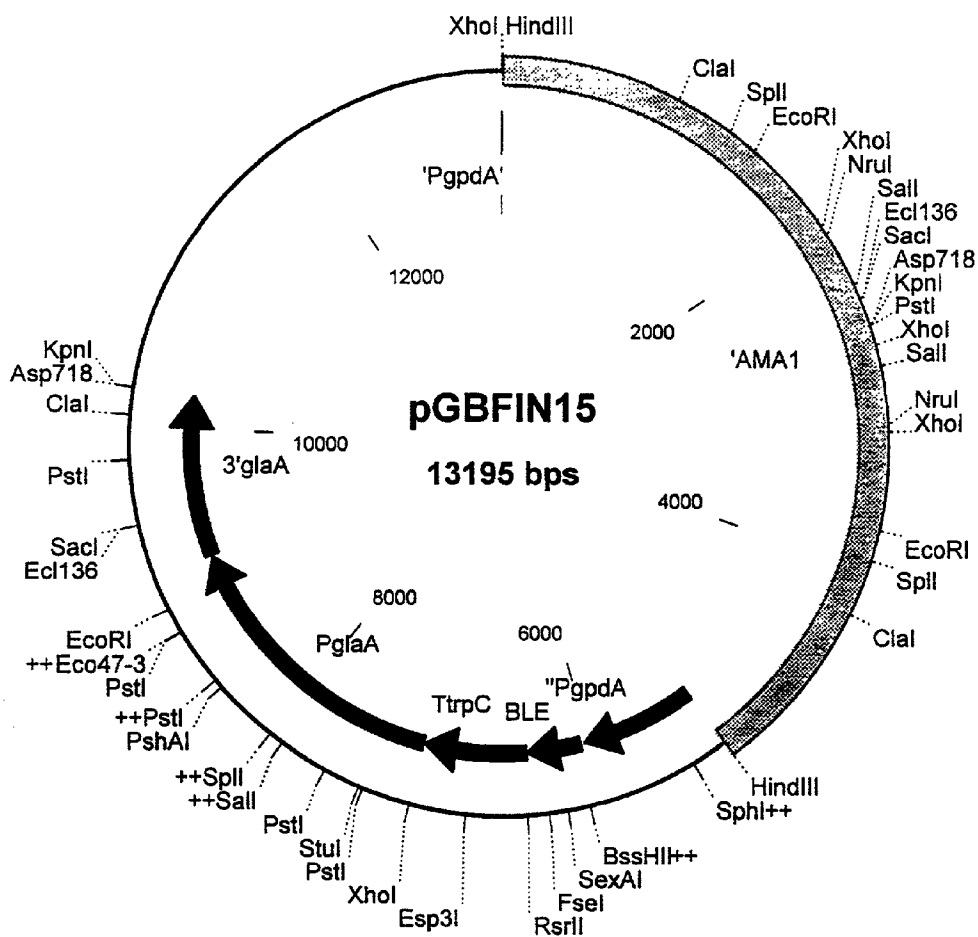 XhoI HindIII
ClaI
SplI
EcoRI
XhoI
NruI
SalI
Ecl136
SacI
Asp718
KpnI
PstI
XhoI
SalI
NruI
XhoI
EcoRI
SplI
ClaI
HindIII
SphI++
BssHII++
SexAI
FseI
RsrII
Esp3I
XhoI
PstI
StuI
PstI
++SalI
++SplI
PshAI
++PstI
PstI
++Eco47-3
EcoRI
Ecl136
SacI
PstI
ClaI
Asp718
KpnI
'PgpdA'
12000
2000
'AMA1
pGBFIN15
13195 bps
10000
3'glaA
4000
8000
PglaA
6000
"PgpdA
TtrpC
BLE